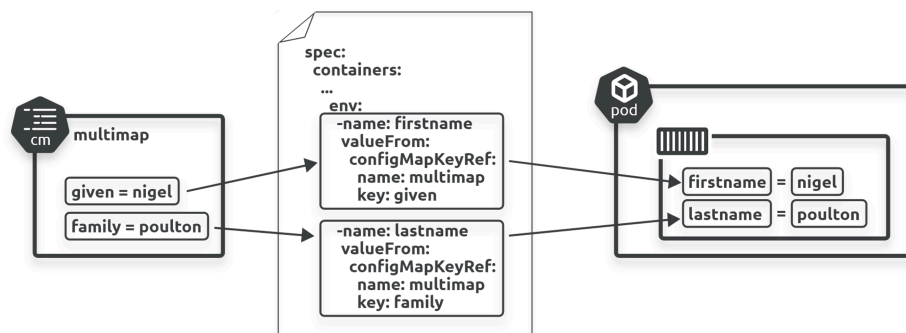 cm
multimap
given = nigel
family = poulton
spec:
containers:
...
env:
-name: firstname
valueFrom:
configMapKeyRef:
name: multimap
key: given
-name: lastname
valueFrom:
configMapKeyRef:
name: multimap
key: family
pod
firstname = nigel
lastname = poulton